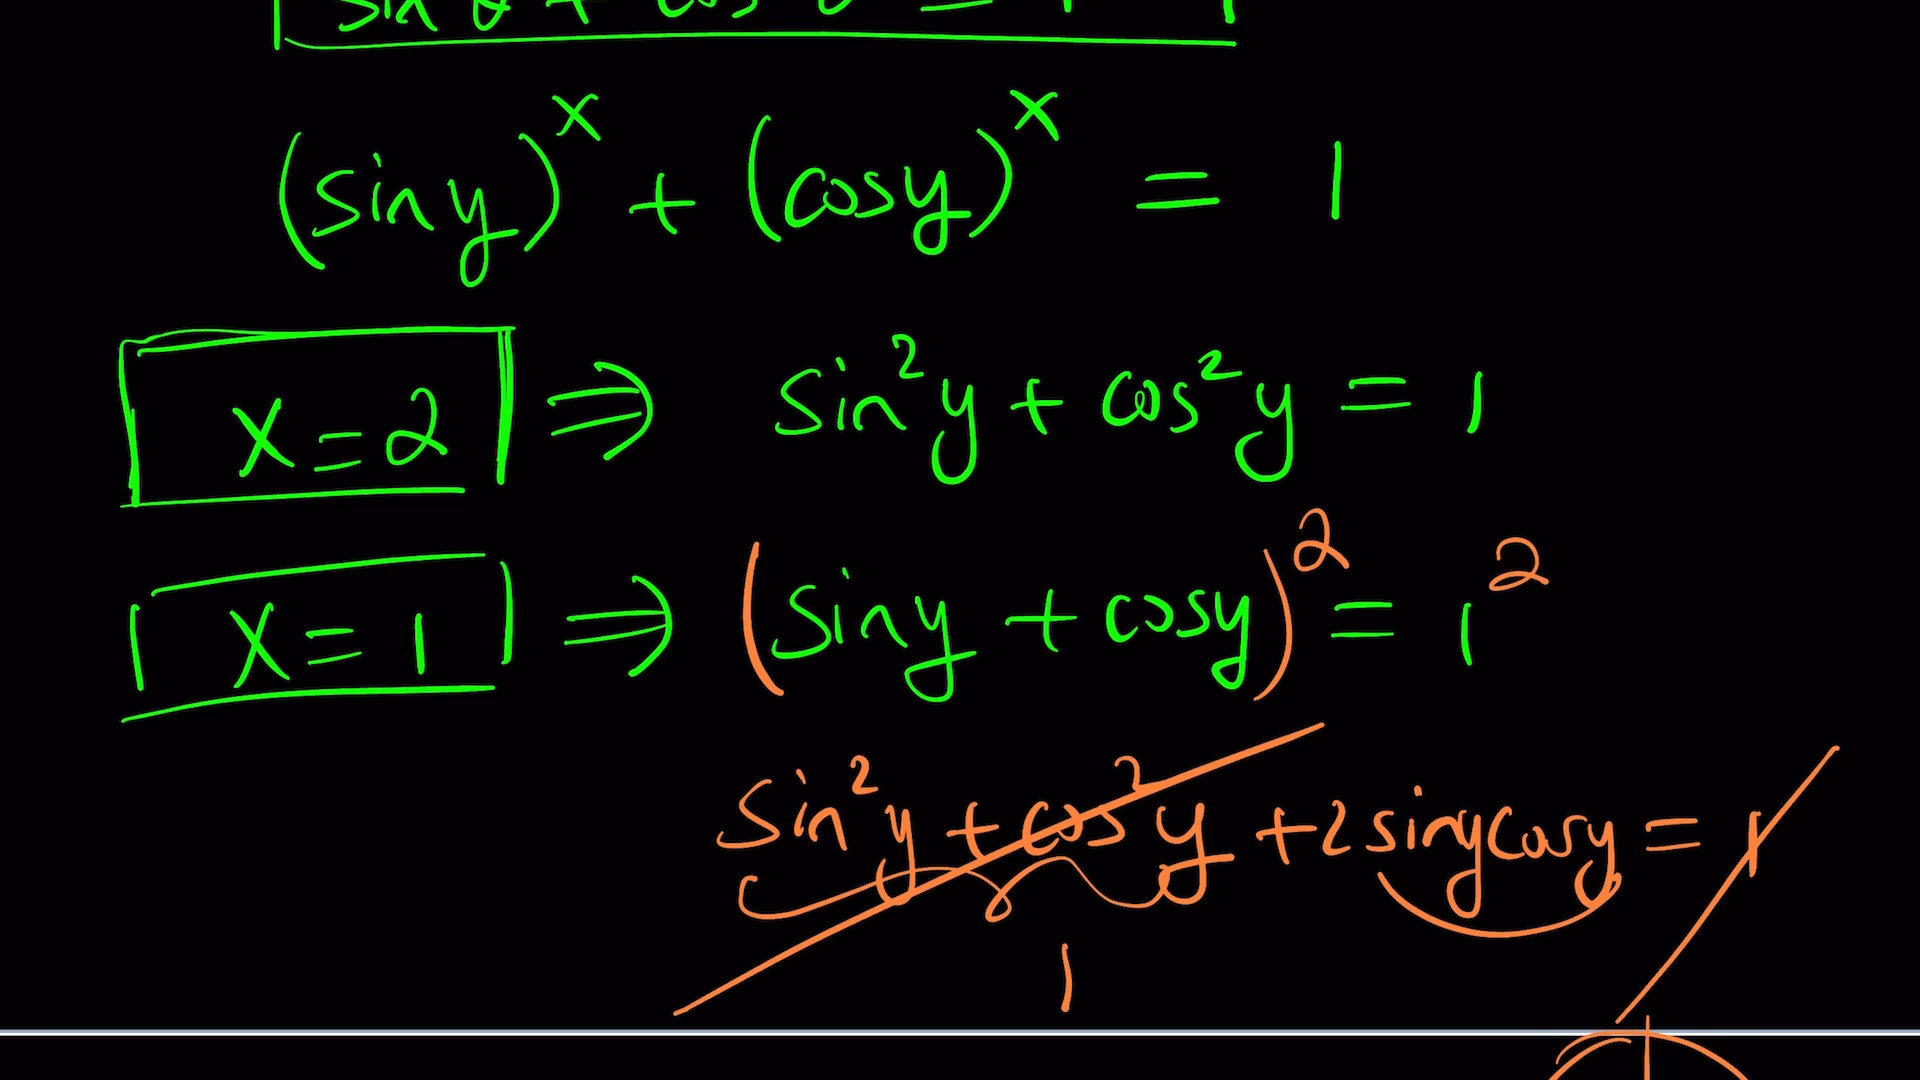 (siny)^x + (cosy)^x = 1
x=2 ⇒ sin²y + cos²y = 1
x=1 ⇒ (siny + cosy)² = 1²
sin²y + cos²y + 2sinycosy = 1
1